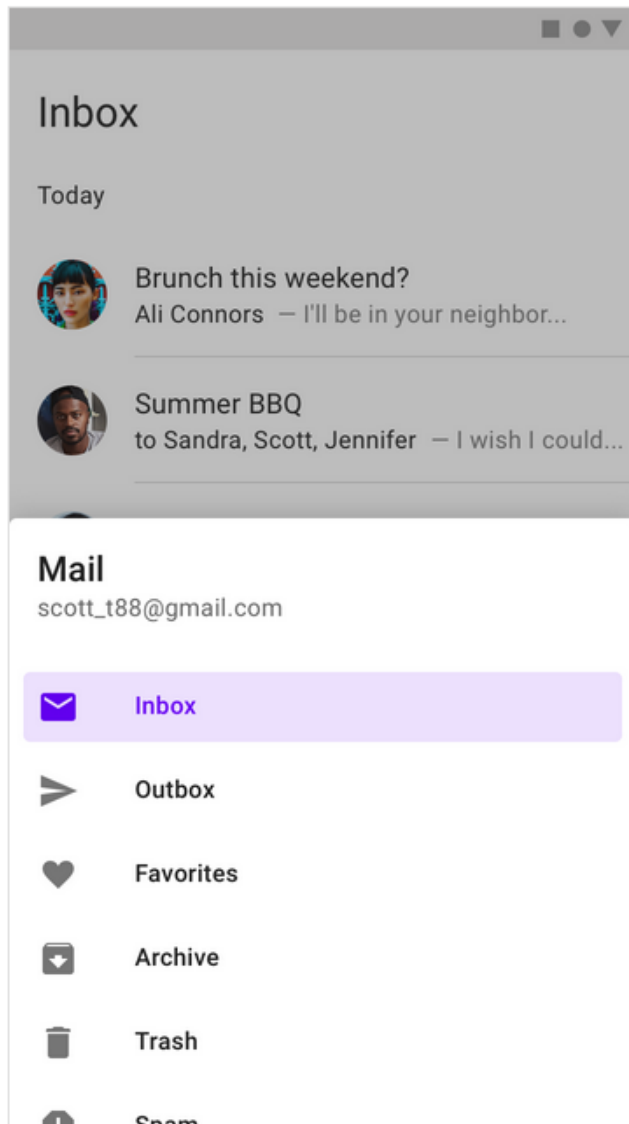 Inbox
Today
Brunch this weekend?
Ali Connors — I'll be in your neighbor...
Summer BBQ
to Sandra, Scott, Jennifer — I wish I could...
Mail
scott_t88@gmail.com
Inbox
Outbox
Favorites
Archive
Trash
Spam